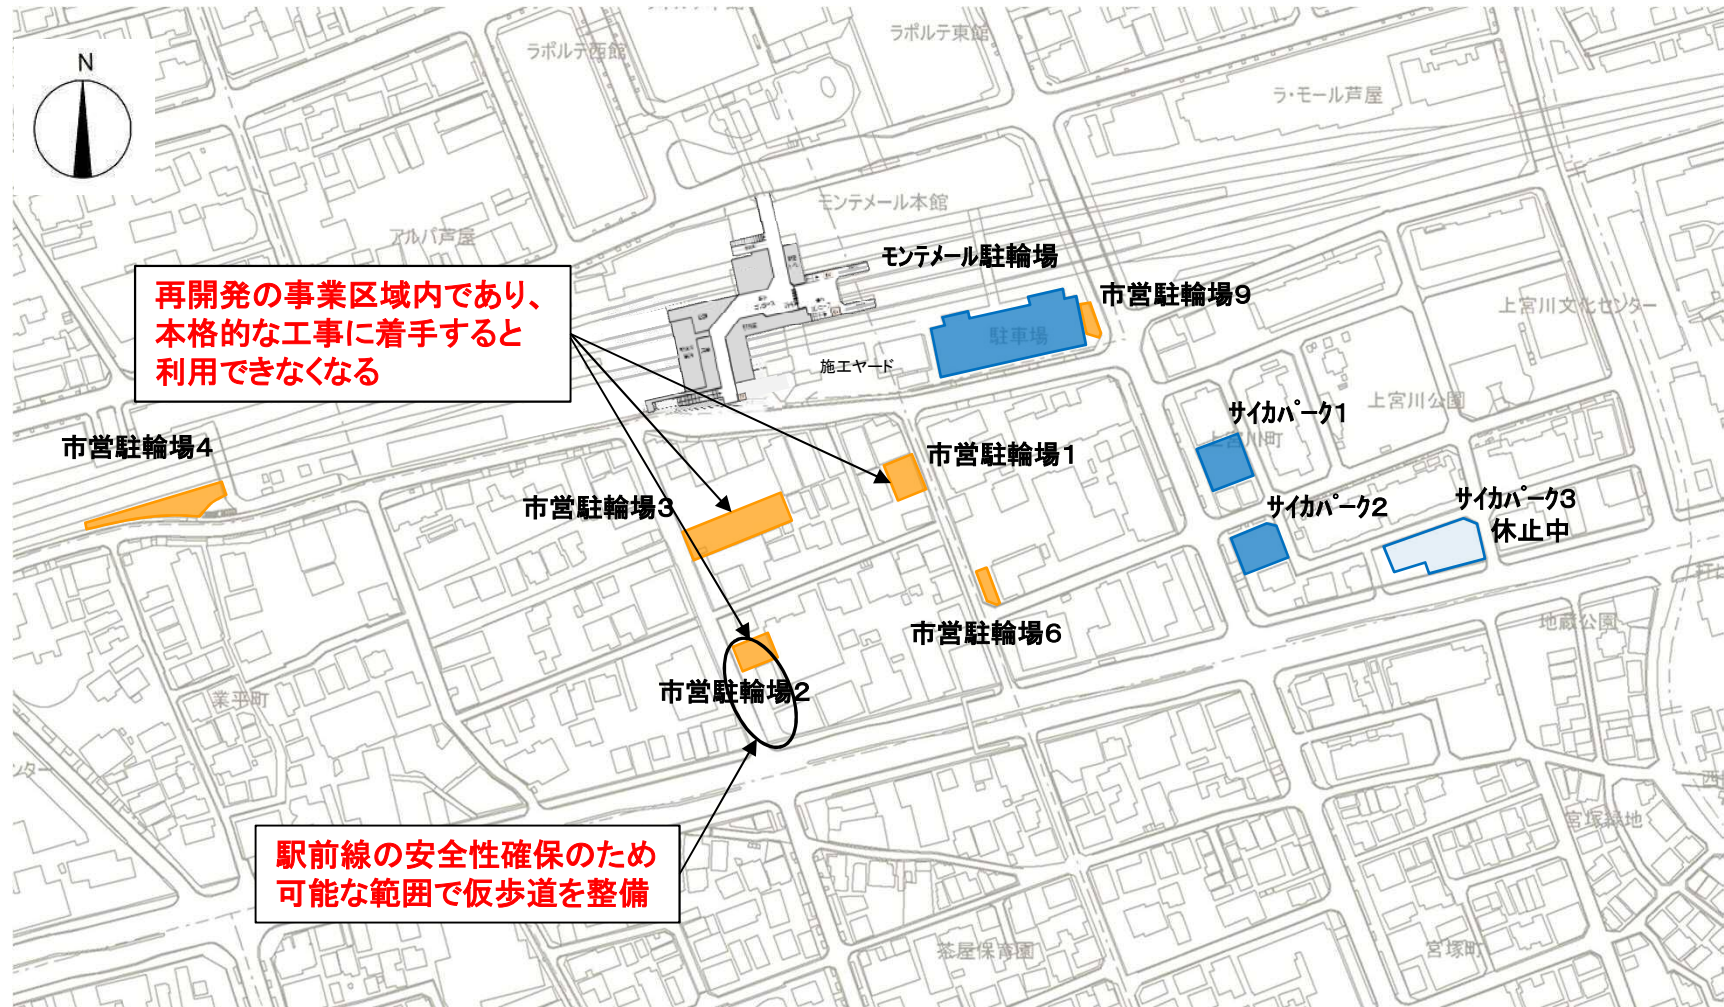 ラポルテ東館
ラポルテ西館
N
ラ・モール芦屋
モンテメール本館
アルパ芦屋
モンテメール駐輪場
市営駐輪場9
上宮川文化センター
再開発の事業区域内であり、
本格的な工事に着手すると
利用できなくなる
駐車場
施工ヤード
上宮川公園
サイカパーク1
上宮川町
市営駐輪場4
市営駐輪場1
市営駐輪場3
サイカパーク2
サイカパーク3
休止中
市営駐輪場6
地蔵公園
市営駐輪場2
業平町
宮塚緑地
駅前線の安全性確保のため
可能な範囲で仮歩道を整備
茶屋保育園
宮塚町